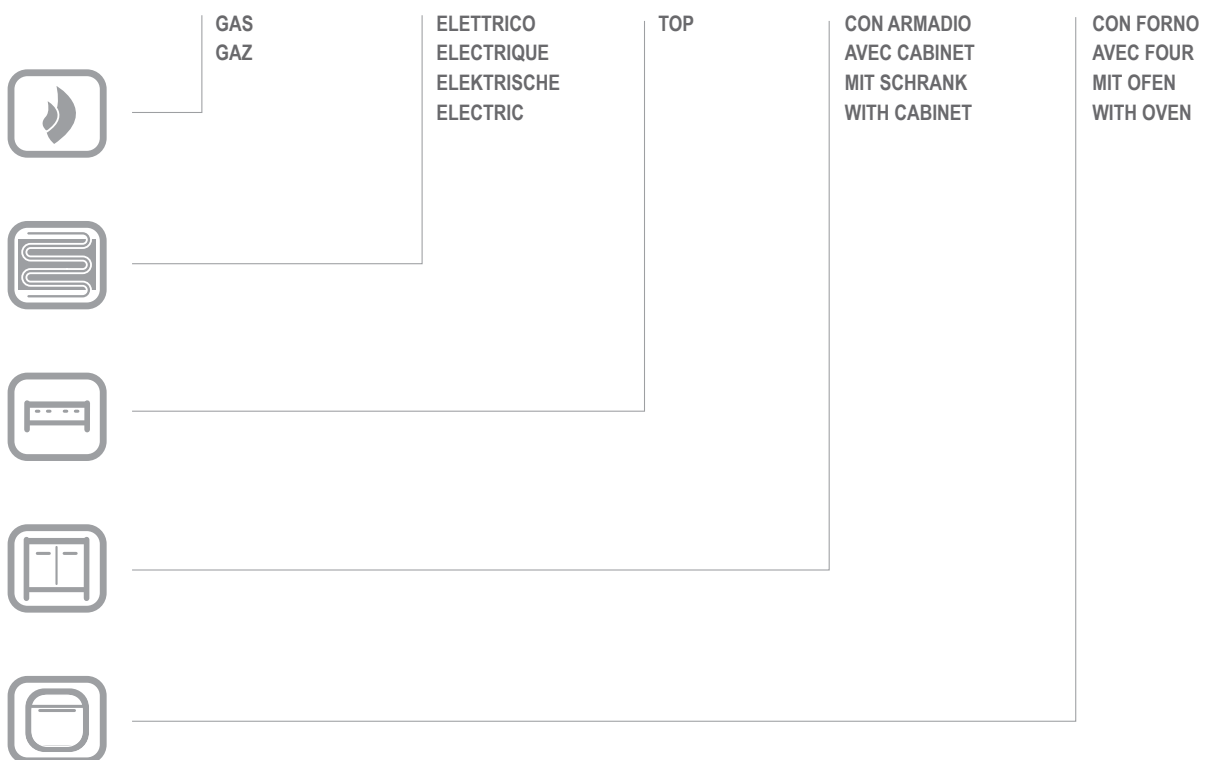 GAS
GAZ
ELETTRICO
ELECTRIQUE
ELEKTRISCHE
ELECTRIC
TOP
CON ARMADIO
AVEC CABINET
MIT SCHRANK
WITH CABINET
CON FORNO
AVEC FOUR
MIT OFEN
WITH OVEN